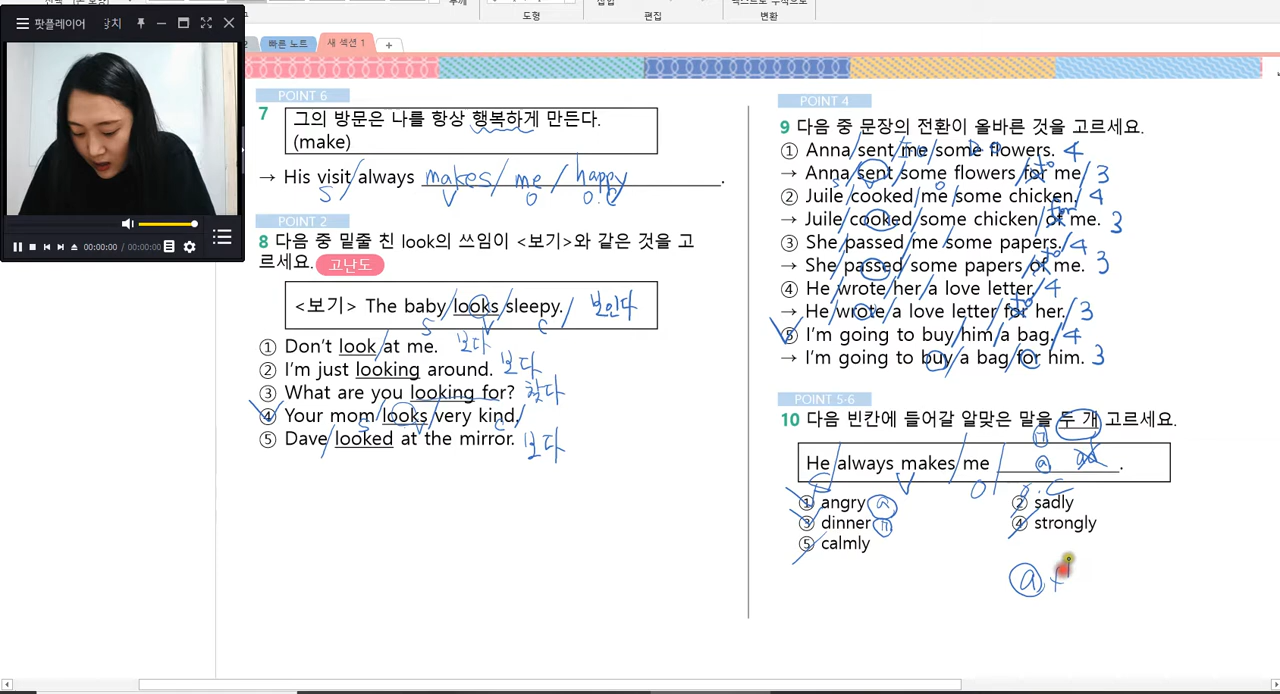 팟플레이어
00:00:00 / 00:00:00
도형
편집
변환
빠른 노트
새 섹션 1
+
POINT 6
7 그의 방문은 나를 항상 행복하게 만든다.
(make)
→ His visit always makes me happy.
S V O O.C
POINT 2
8 다음 중 밑줄 친 look의 쓰임이 <보기>와 같은 것을 고
르세요. 고난도
<보기> The baby looks sleepy. 보인다
S V C
① Don't look at me. 보다
② I'm just looking around. 보다
③ What are you looking for? 찾다
④ Your mom looks very kind.
S V C
⑤ Dave looked at the mirror. 보다
POINT 4
9 다음 중 문장의 전환이 올바른 것을 고르세요.
① Anna sent me some flowers. 4
→ Anna sent some flowers for me. to 3
② Juile cooked me some chicken. 4
→ Juile cooked some chicken of me. for 3
③ She passed me some papers. 4
→ She passed some papers of me. to 3
④ He wrote her a love letter. 4
→ He wrote a love letter for her. to 3
⑤ I'm going to buy him a bag. 4
→ I'm going to buy a bag for him. 3
POINT 5-6
10 다음 빈칸에 들어갈 알맞은 말을 두 개 고르세요.
n
a ad
He always makes me ________.
S V O O.C
① angry a ② sadly
③ dinner n ④ strongly
⑤ calmly
a +